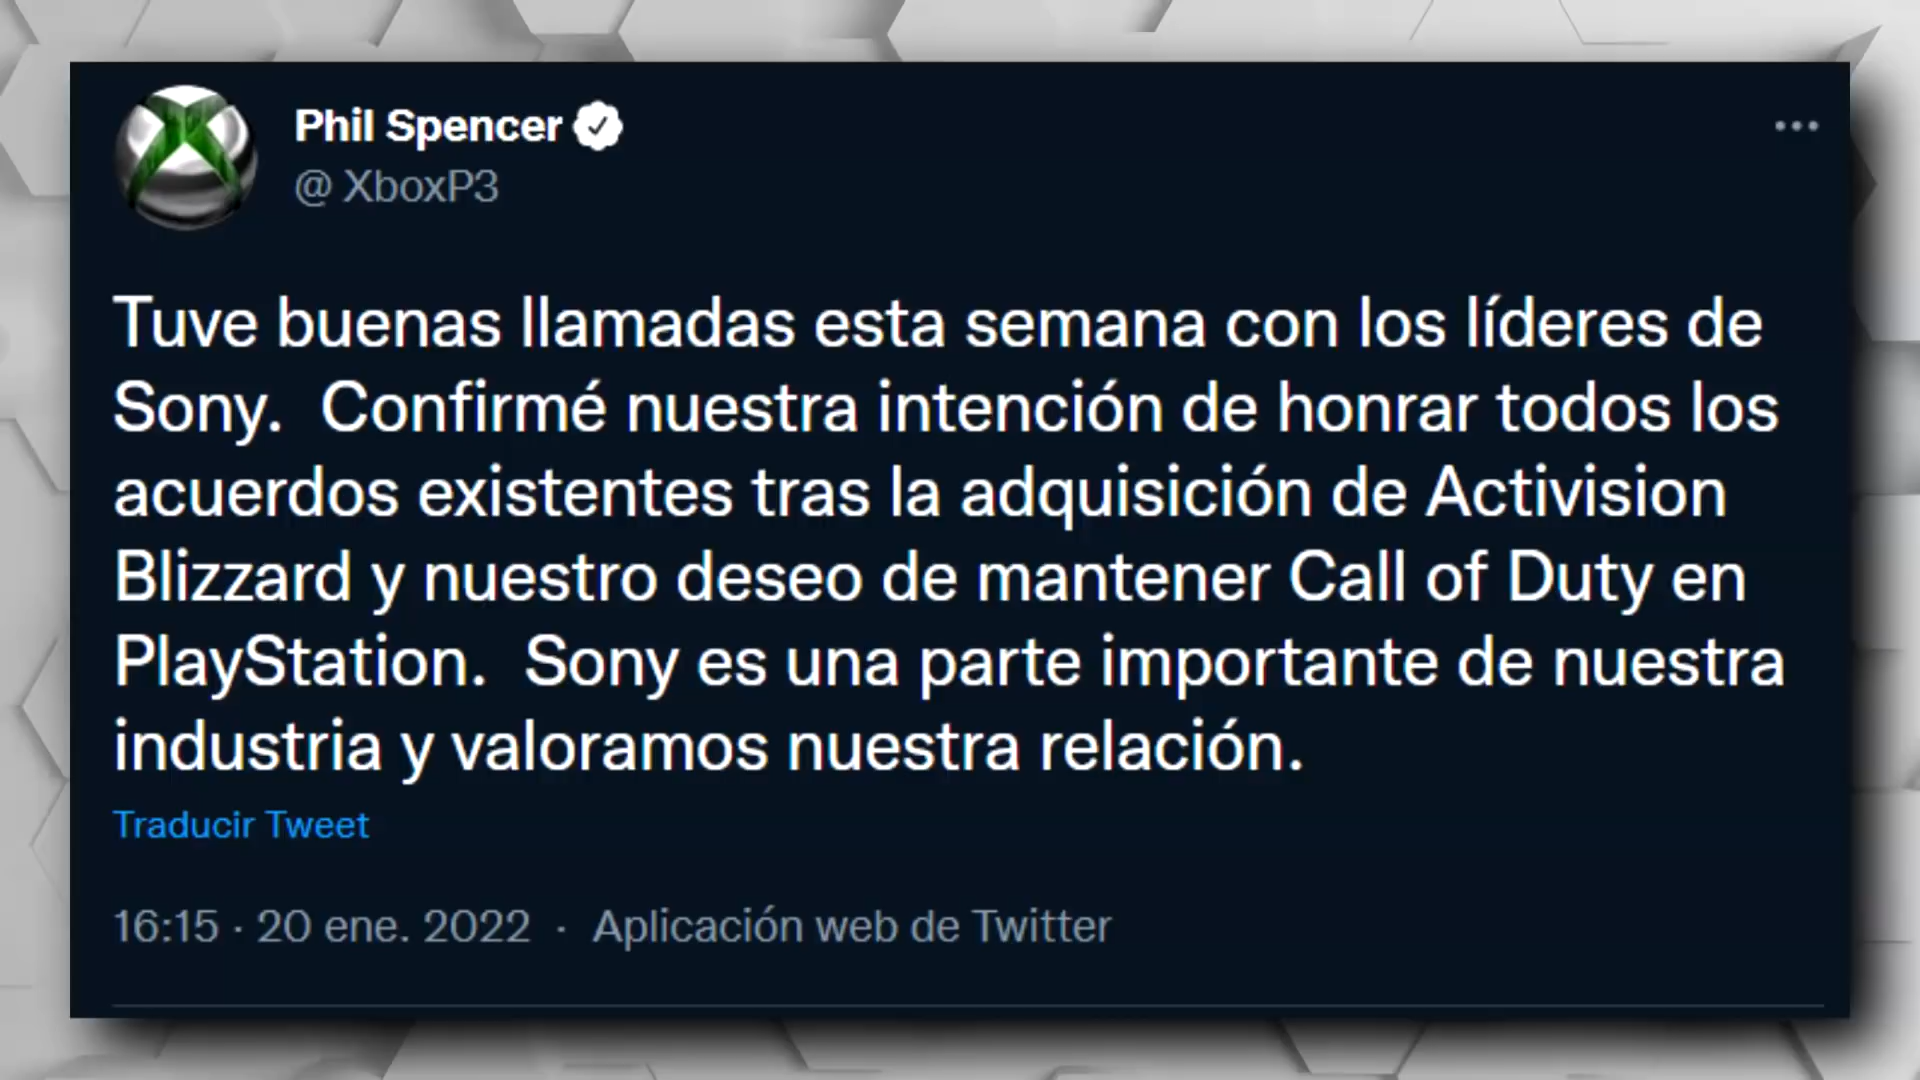 Phil Spencer
@ XboxP3
Tuve buenas llamadas esta semana con los líderes de
Sony.  Confirmé nuestra intención de honrar todos los
acuerdos existentes tras la adquisición de Activision
Blizzard y nuestro deseo de mantener Call of Duty en
PlayStation.  Sony es una parte importante de nuestra
industria y valoramos nuestra relación.
Traducir Tweet
16:15 · 20 ene. 2022 · Aplicación web de Twitter